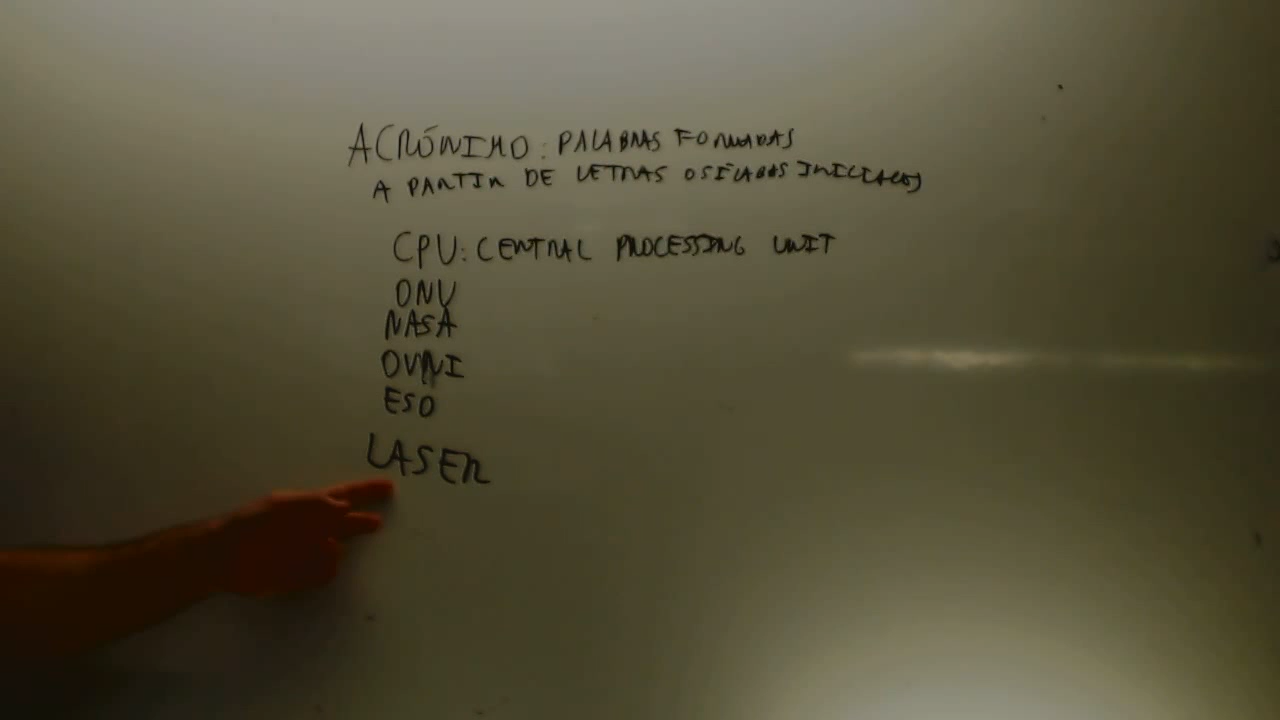 ACRÓNIMO: PALABRAS FORMADAS
A PARTIR DE LETRAS O SÍLABAS INICIALES
CPU: CENTRAL PROCESSING UNIT
ONU
NASA
OVNI
ESO
LASER